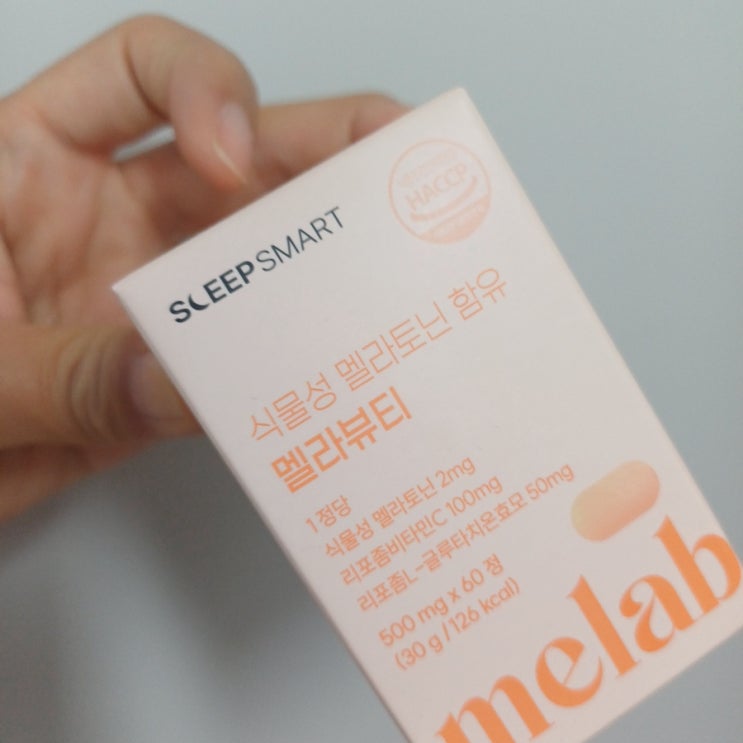 SLEEPSMART
HACCP
식물성 멜라토닌 함유
멜라뷰티
1정당
식물성 멜라토닌 2mg
리포좀비타민C 100mg
리포좀L-글루타치온효모 50mg
500 mg x 60 정
(30 g / 126 kcal)
melab